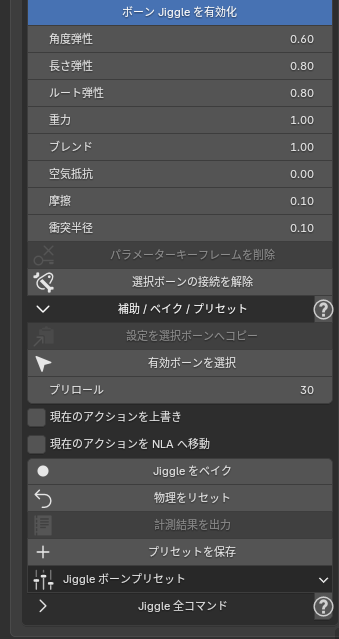 ボーン Jiggle を有効化
角度弾性 0.60
長さ弾性 0.80
ルート弾性 0.80
重力 1.00
ブレンド 1.00
空気抵抗 0.00
摩擦 0.10
衝突半径 0.10
パラメーターキーフレームを削除
選択ボーンの接続を解除
補助 / ベイク / プリセット ?
設定を選択ボーンへコピー
有効ボーンを選択
プリロール 30
現在のアクションを上書き
現在のアクションを NLA へ移動
Jiggle をベイク
物理をリセット
計測結果を出力
プリセットを保存
Jiggle ボーンプリセット
Jiggle 全コマンド ?